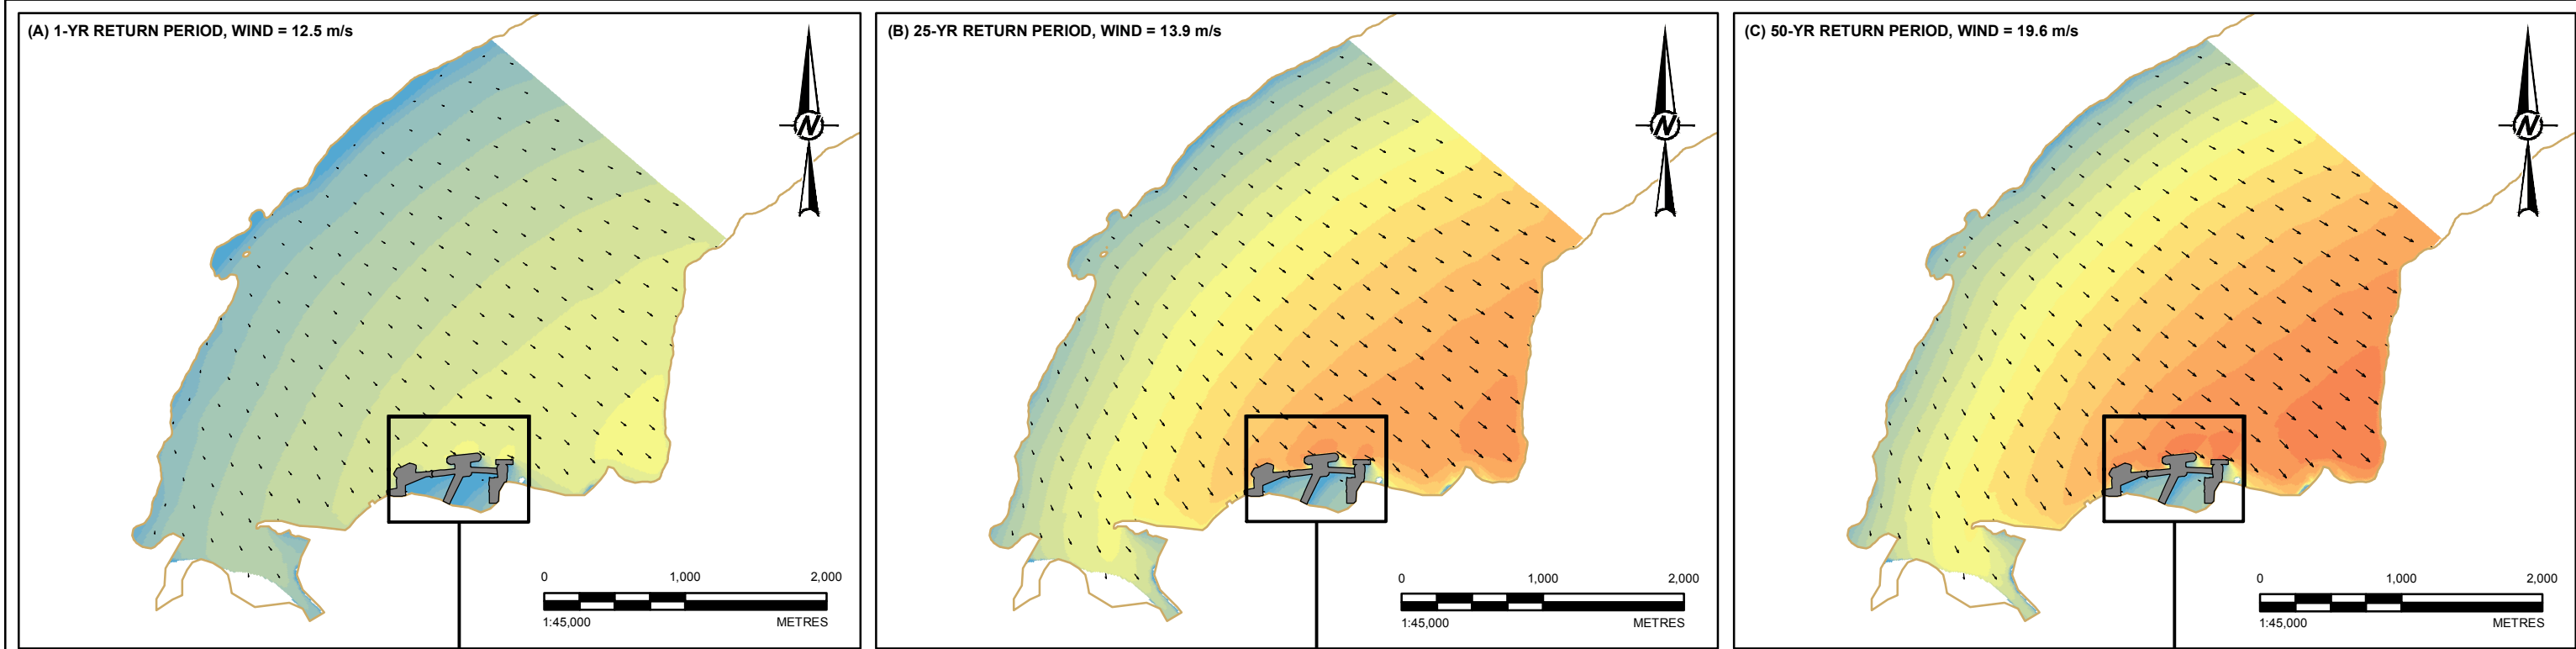 (A) 1-YR RETURN PERIOD, WIND = 12.5 m/s
N
0 1,000 2,000
1:45,000 METRES
(B) 25-YR RETURN PERIOD, WIND = 13.9 m/s
N
0 1,000 2,000
1:45,000 METRES
(C) 50-YR RETURN PERIOD, WIND = 19.6 m/s
N
0 1,000 2,000
1:45,000 METRES